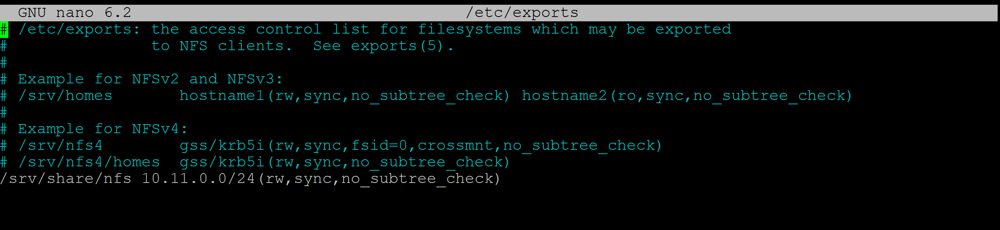 GNU nano 6.2 /etc/exports
# /etc/exports: the access control list for filesystems which may be exported
#               to NFS clients.  See exports(5).
#
# Example for NFSv2 and NFSv3:
# /srv/homes       hostname1(rw,sync,no_subtree_check) hostname2(ro,sync,no_subtree_check)
#
# Example for NFSv4:
# /srv/nfs4        gss/krb5i(rw,sync,fsid=0,crossmnt,no_subtree_check)
# /srv/nfs4/homes  gss/krb5i(rw,sync,no_subtree_check)
/srv/share/nfs 10.11.0.0/24(rw,sync,no_subtree_check)